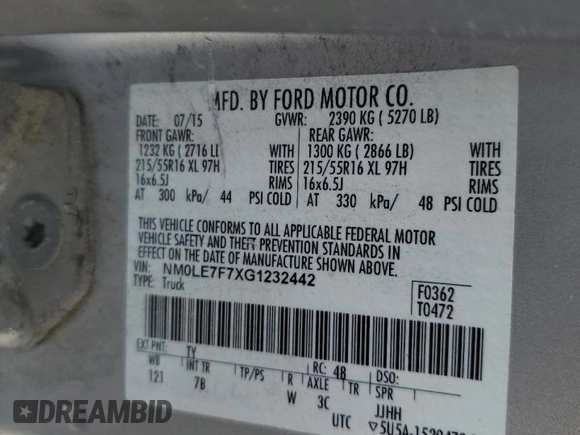 MFD. BY FORD MOTOR CO.
DATE: 07/15 GVWR: 2390 KG ( 5270 LB)
FRONT GAWR: REAR GAWR:
1232 KG ( 2716 L WITH 1300 KG ( 2866 LB) WITH
215/55R16 XL 97H TIRES 215/55R16 XL 97H TIRES
16x6.5J RIMS 16x6.5J RIMS
AT 300 kPa/ 44 PSI COLD AT 330 kPa/ 48 PSI COLD
THIS VEHICLE CONFORMS TO ALL APPLICABLE FEDERAL MOTOR
VEHICLE SAFETY AND THEFT PREVENTION STANDARDS IN
EFFECT ON THE DATE OF MANUFACTURE SHOWN ABOVE.
VIN: NM0LE7F7XG1232442
TYPE: Truck
F0362
T0472
EXT PNT: TY RC: 48 DSO:
WB INT TR TP/PS R AXLE TR SPR
121 7B W 3C JJHH
UTC ▽5U5A-1520472
DREAMBID